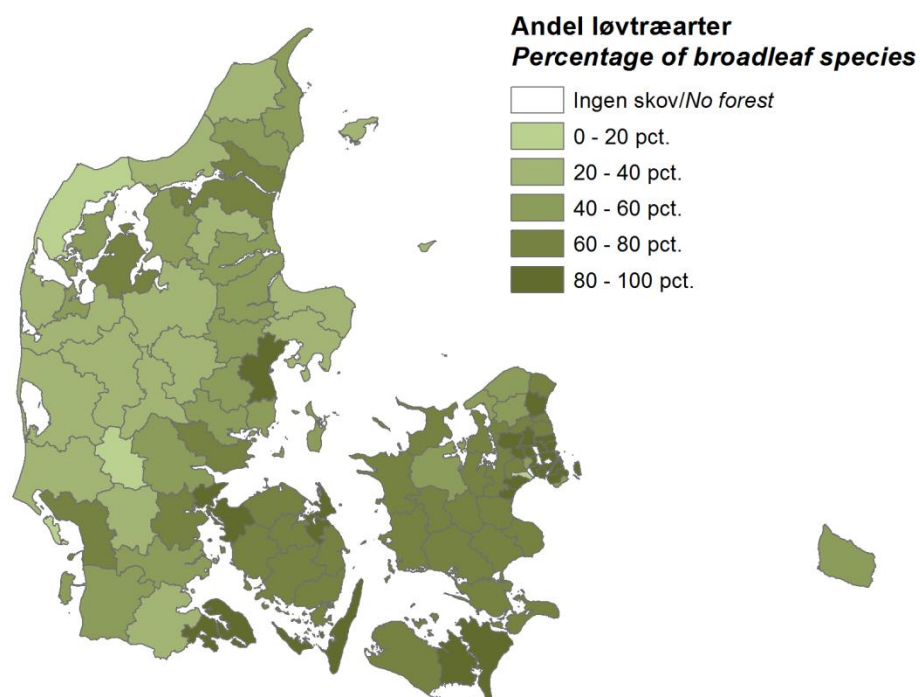 Andel løvtræarter
Percentage of broadleaf species
Ingen skov/No forest
0 - 20 pct.
20 - 40 pct.
40 - 60 pct.
60 - 80 pct.
80 - 100 pct.